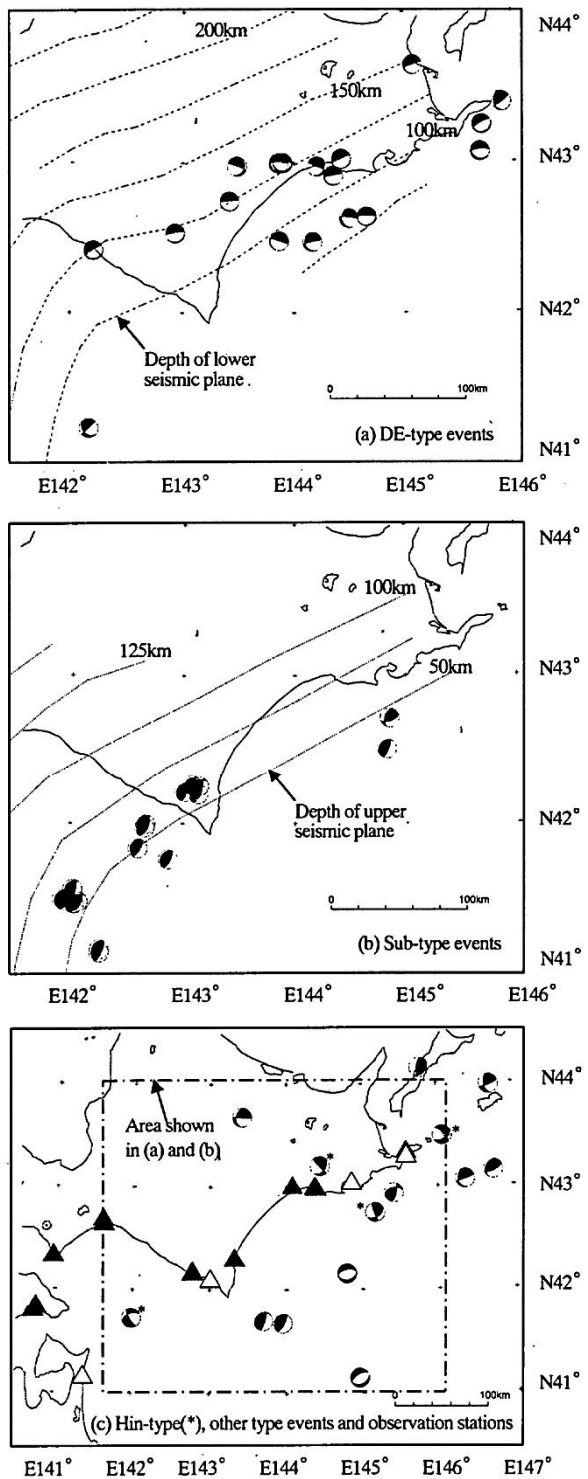 200km
150km
100km
Depth of lower
seismic plane .
100km
(a) DE-type events
N44°
N43°
N42°
N41°
E142° E143° E144° E145° E146°
100km
125km
50km
Depth of upper
seismic plane
100km
(b) Sub-type events
N44°
N43°
N42°
N41°
E142° E143° E144° E145° E146°
Area shown
in (a) and (b)
*
*
*
*
100km
(c) Hin-type(*), other type events and observation stations
N44°
N43°
N42°
N41°
E141° E142° E143° E144° E145° E146° E147°